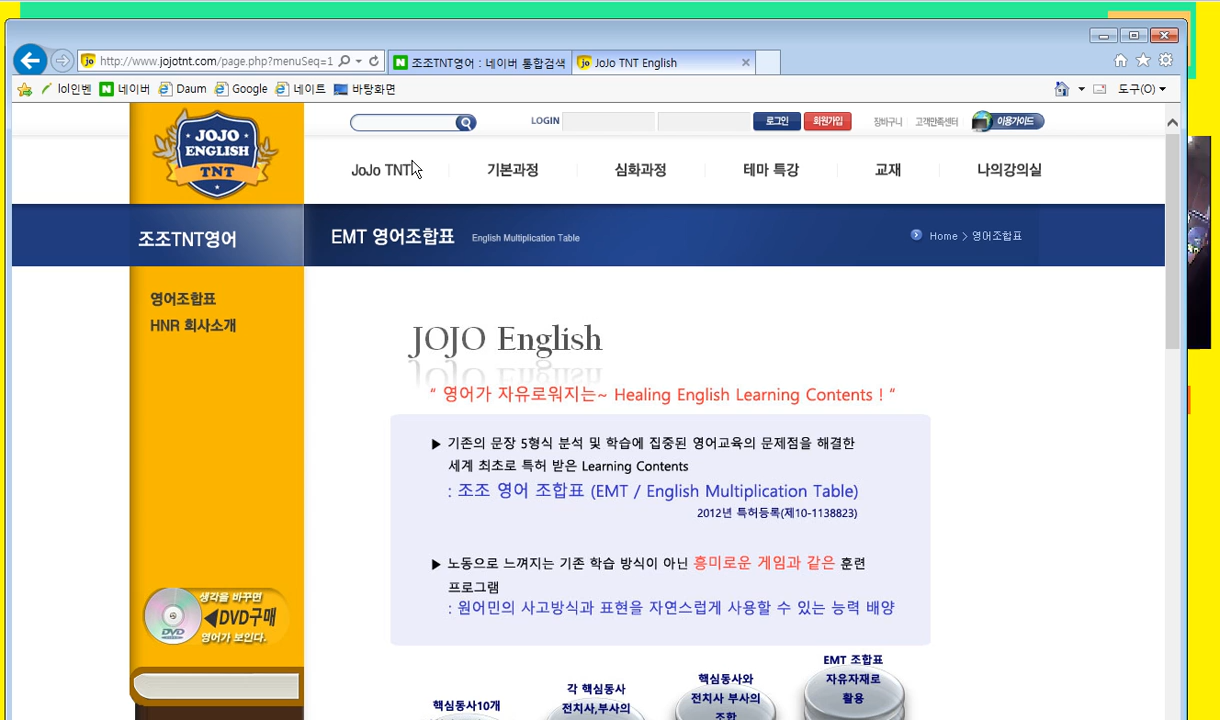 http://www.jojotnt.com/page.php?menuSeq=1
조조TNT영어 : 네이버 통합검색
JoJo TNT English
lol인벤
네이버
Daum
Google
네이트
바탕화면
도구(O)
JOJO
ENGLISH
TNT
LOGIN
로그인
회원가입
장바구니
고객만족센터
이용가이드
JoJo TNT
기본과정
심화과정
테마 특강
교재
나의강의실
조조TNT영어
EMT 영어조합표
English Multiplication Table
Home > 영어조합표
영어조합표
HNR 회사소개
JOJO English
“ 영어가 자유로워지는~ Healing English Learning Contents ! “
▶ 기존의 문장 5형식 분석 및 학습에 집중된 영어교육의 문제점을 해결한
세계 최초로 특허 받은 Learning Contents
: 조조 영어 조합표 (EMT / English Multiplication Table)
2012년 특허등록(제10-1138823)
▶ 노동으로 느껴지는 기존 학습 방식이 아닌 흥미로운 게임과 같은 훈련
프로그램
: 원어민의 사고방식과 표현을 자연스럽게 사용할 수 있는 능력 배양
생각을 바꾸면
◀DVD구매
DVD
영어가 보인다.
핵심동사10개
각 핵심동사
전치사,부사의
핵심동사와
전치사 부사의
조합
EMT 조합표
자유자재로
활용